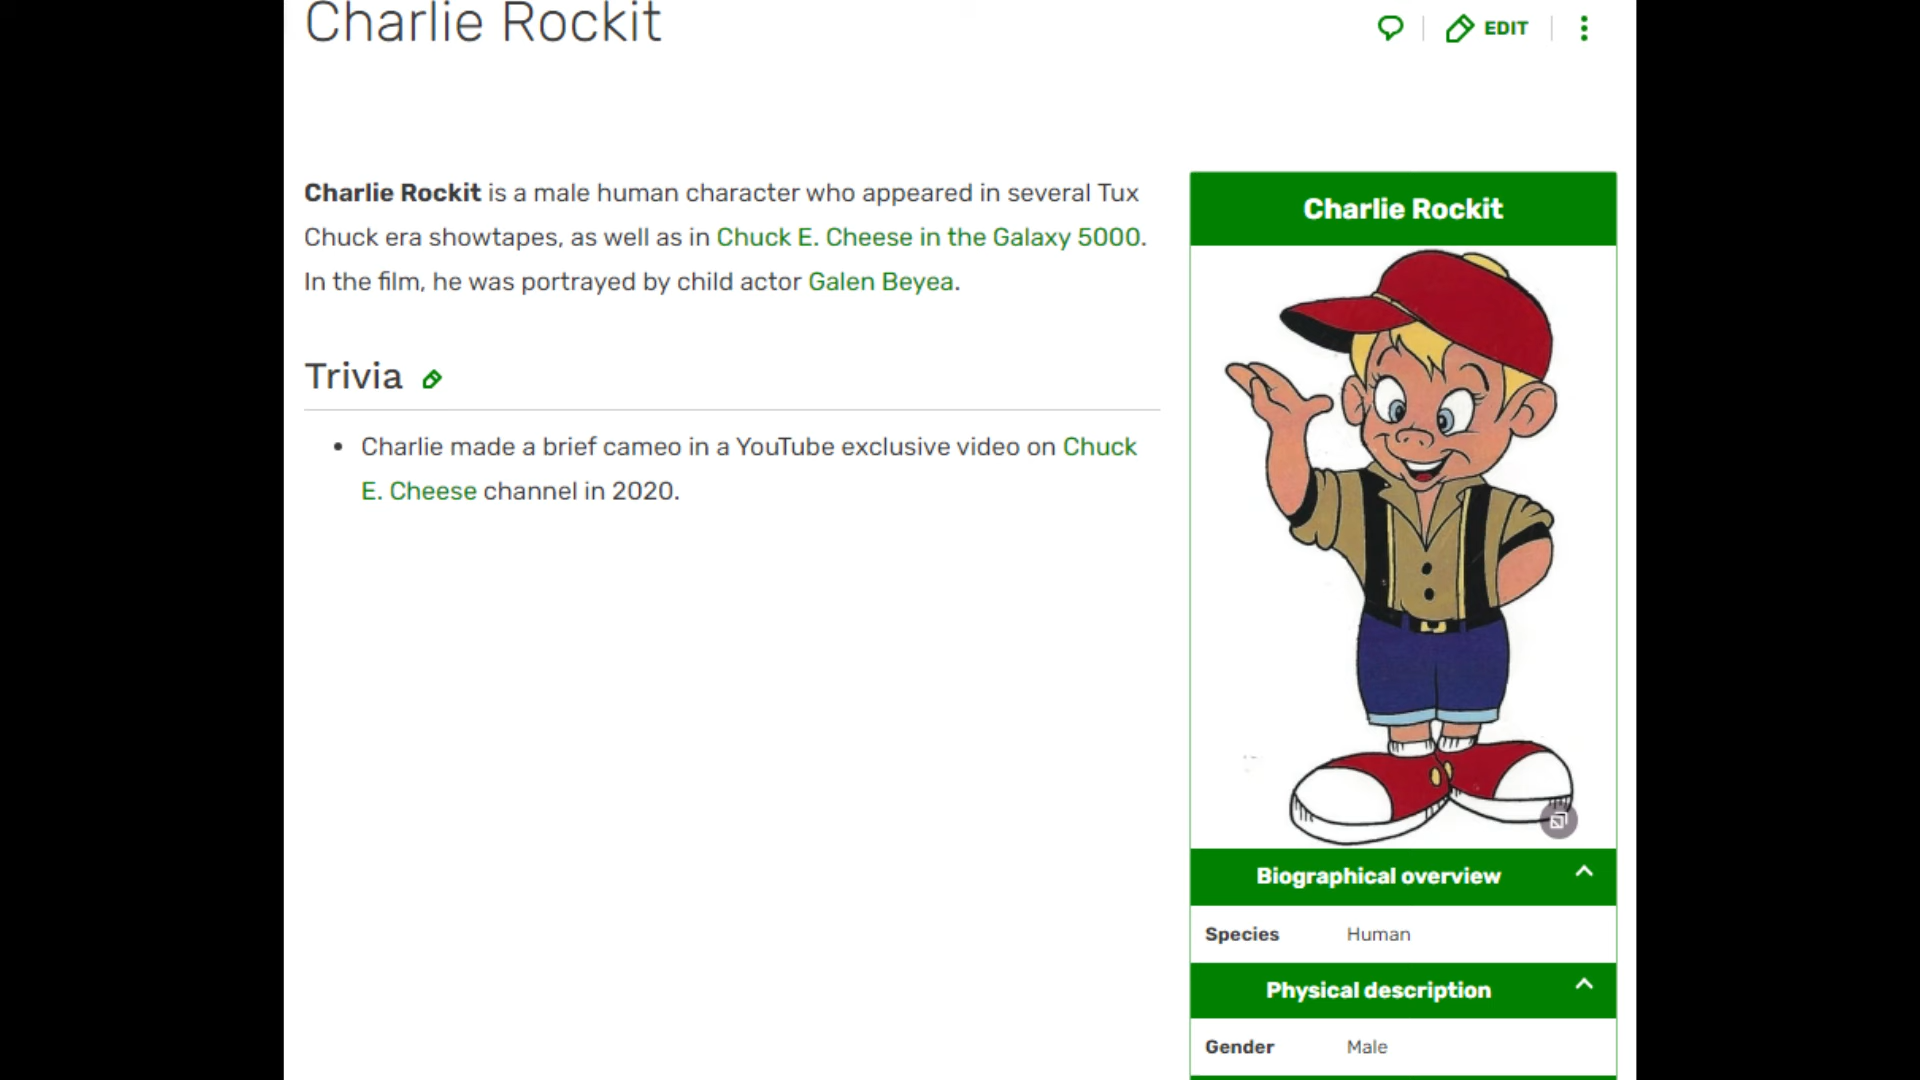 Charlie Rockit
EDIT
Charlie Rockit is a male human character who appeared in several Tux
Chuck era showtapes, as well as in Chuck E. Cheese in the Galaxy 5000.
In the film, he was portrayed by child actor Galen Beyea.
Trivia
• Charlie made a brief cameo in a YouTube exclusive video on Chuck
E. Cheese channel in 2020.
Charlie Rockit
Biographical overview
Species Human
Physical description
Gender Male